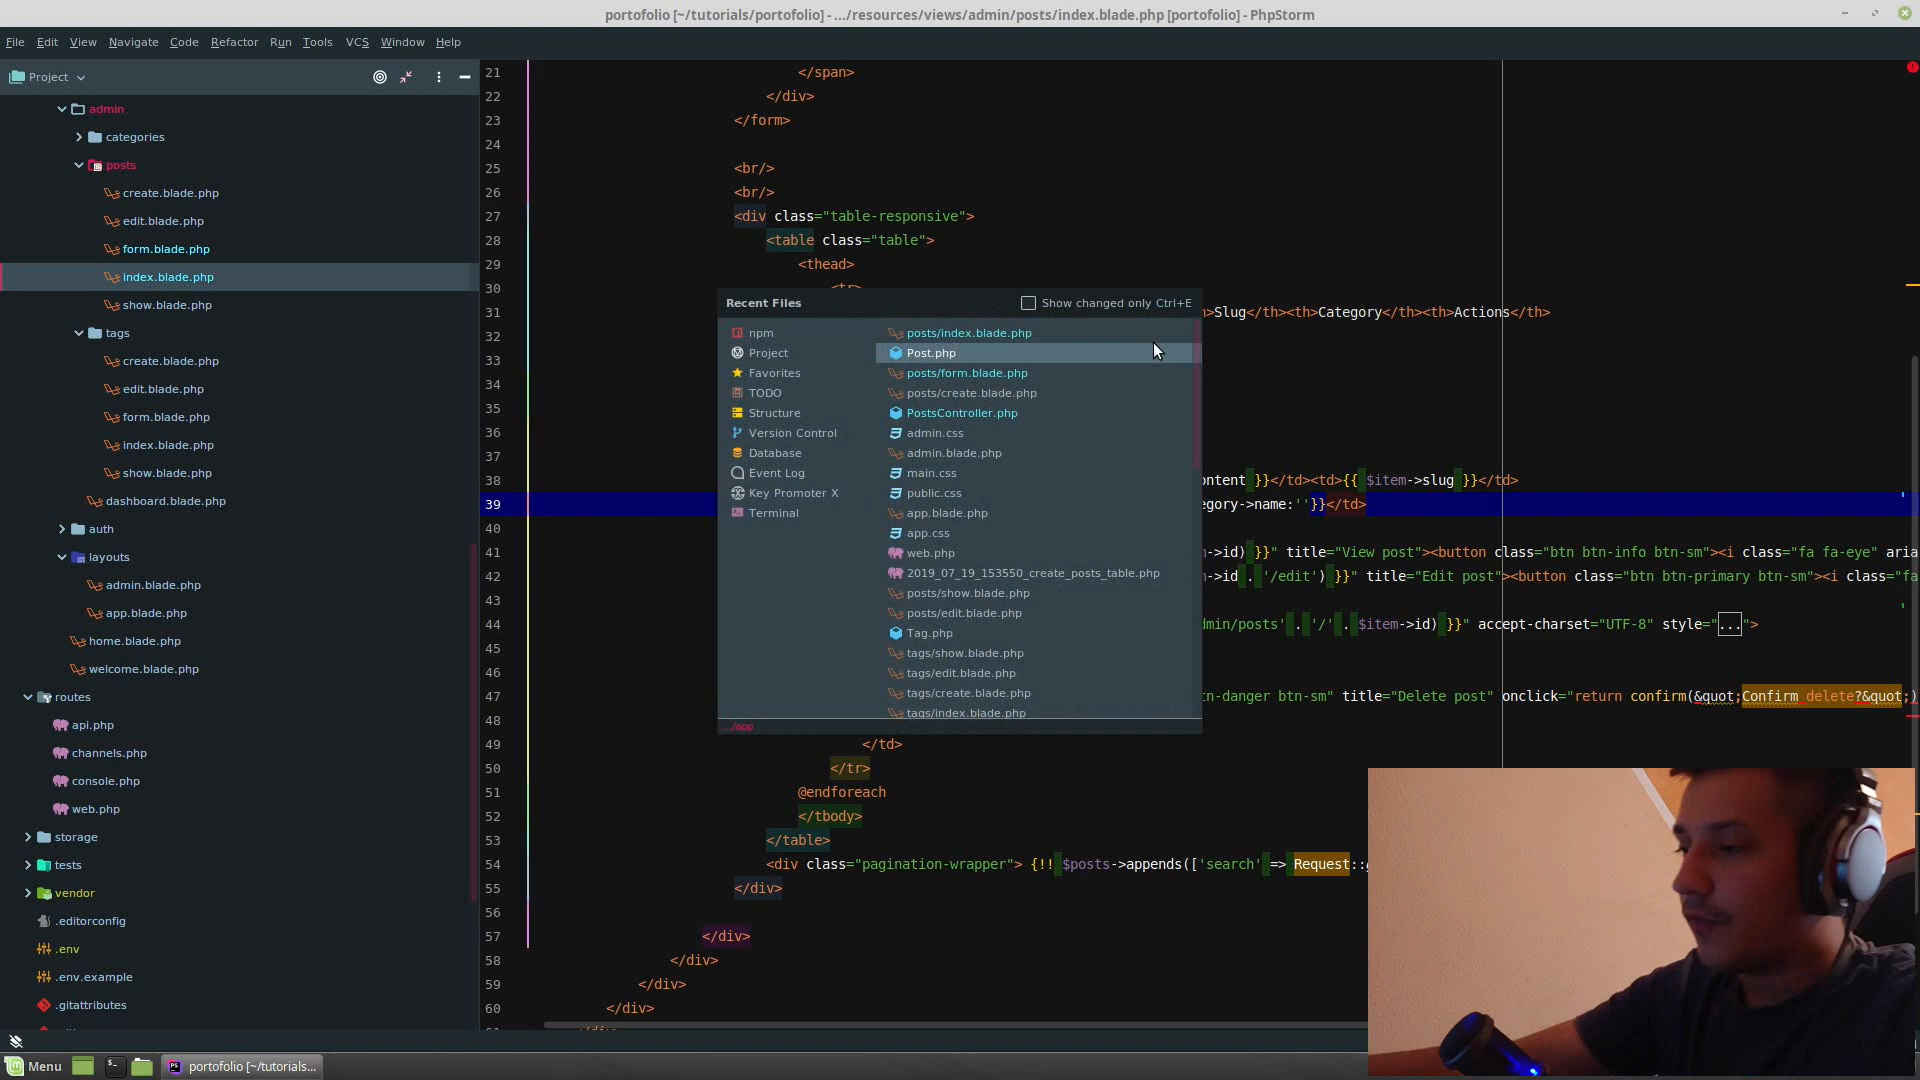 portofolio [~/tutorials/portofolio] - .../resources/views/admin/posts/index.blade.php [portofolio] - PhpStorm
File Edit View Navigate Code Refactor Run Tools VCS Window Help
Project
admin
categories
posts
create.blade.php
edit.blade.php
form.blade.php
index.blade.php
show.blade.php
tags
create.blade.php
edit.blade.php
form.blade.php
index.blade.php
show.blade.php
dashboard.blade.php
auth
layouts
admin.blade.php
app.blade.php
home.blade.php
welcome.blade.php
routes
api.php
channels.php
console.php
web.php
storage
tests
vendor
.editorconfig
.env
.env.example
.gitattributes
21 </span>
22 </div>
23 </form>
24
25 <br/>
26 <br/>
27 <div class="table-responsive">
28 <table class="table">
29 <thead>
30 <tr>
31 >Slug</th><th>Category</th><th>Actions</th>
32
33
34
35
36
37
38 ontent }}</td><td>{{ $item->slug }}</td>
39 egory->name:''}}</td>
40
41 ->id) }}" title="View post"><button class="btn btn-info btn-sm"><i class="fa fa-eye" aria
42 ->id . '/edit') }}" title="Edit post"><button class="btn btn-primary btn-sm"><i class="fa
43
44 dmin/posts' . '/' . $item->id) }}" accept-charset="UTF-8" style="...">
45
46
47 tn-danger btn-sm" title="Delete post" onclick="return confirm(&quot;Confirm delete?&quot;)
48
49 </td>
50 </tr>
51 @endforeach
52 </tbody>
53 </table>
54 <div class="pagination-wrapper"> {!! $posts->appends(['search' => Request::
55 </div>
56
57 </div>
58 </div>
59 </div>
60 </div>
Recent Files Show changed only Ctrl+E
npm
Project
Favorites
TODO
Structure
Version Control
Database
Event Log
Key Promoter X
Terminal
posts/index.blade.php
Post.php
posts/form.blade.php
posts/create.blade.php
PostsController.php
admin.css
admin.blade.php
main.css
public.css
app.blade.php
app.css
web.php
2019_07_19_153550_create_posts_table.php
posts/show.blade.php
posts/edit.blade.php
Tag.php
tags/show.blade.php
tags/edit.blade.php
tags/create.blade.php
tags/index.blade.php
.../app
Menu
portofolio [~/tutorials...